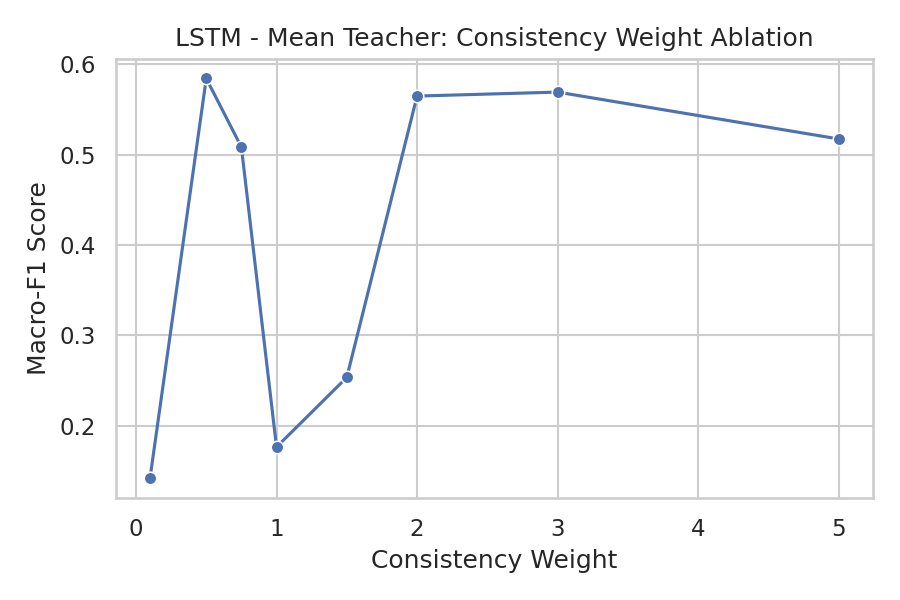 LSTM - Mean Teacher: Consistency Weight Ablation
0.6
0.5
0.4
0.3
0.2
Macro-F1 Score
0 1 2 3 4 5
Consistency Weight